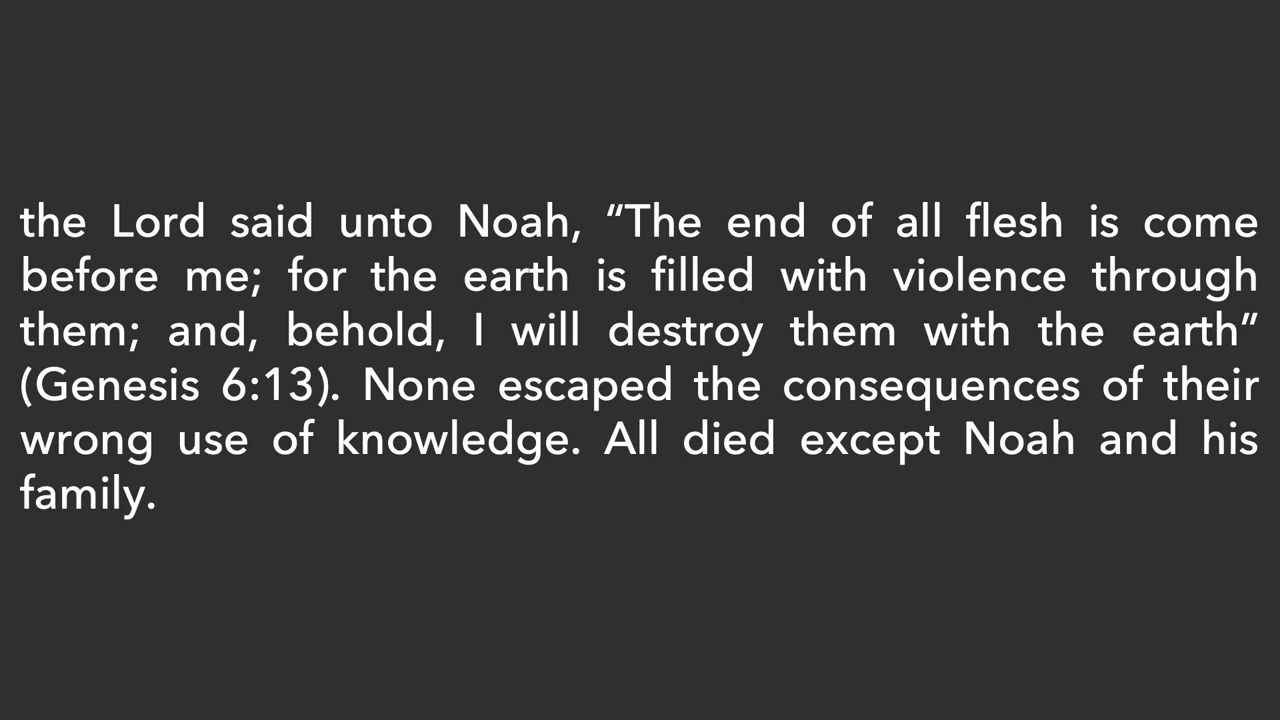 the Lord said unto Noah, “The end of all flesh is come
before me; for the earth is filled with violence through
them; and, behold, I will destroy them with the earth”
(Genesis 6:13). None escaped the consequences of their
wrong use of knowledge. All died except Noah and his
family.